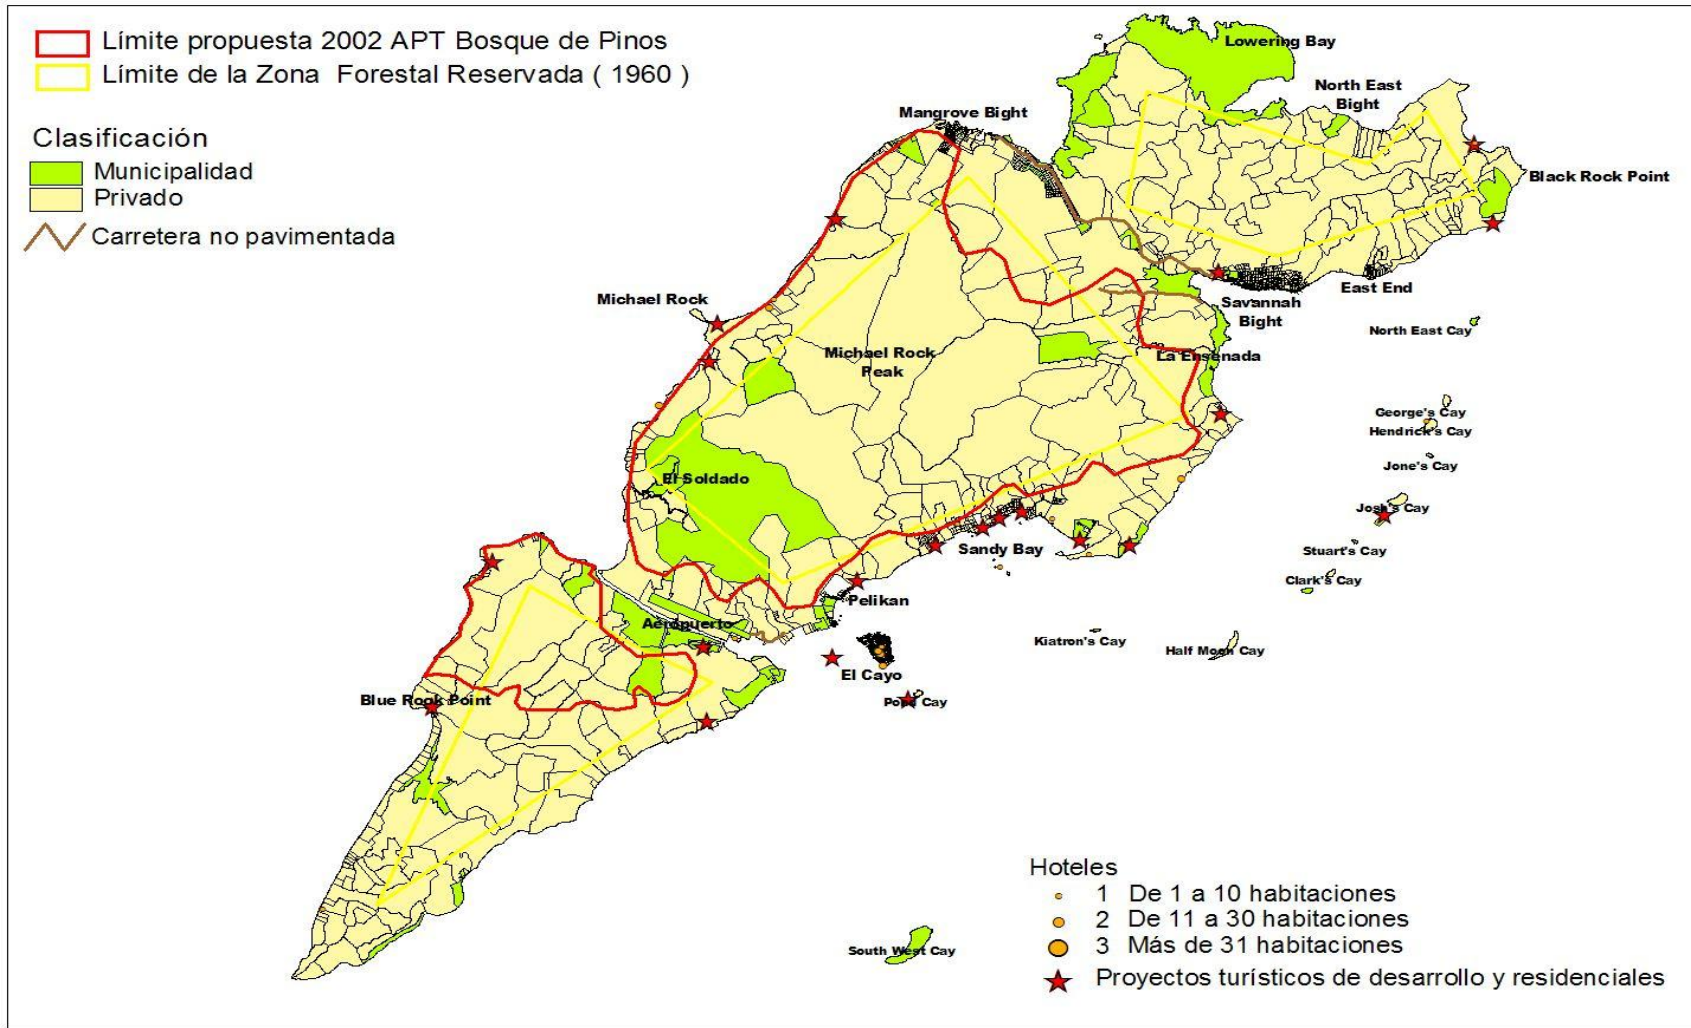 Límite propuesta 2002 APT Bosque de Pinos
Límite de la Zona Forestal Reservada ( 1960 )
Clasificación
Municipalidad
Privado
Carretera no pavimentada
Lowering Bay
North East
Bight
Mangrove Bight
Black Rock Point
East End
Savannah
Bight
Michael Rock
North East Cay
Michael Rock
Peak
La Ensenada
George's Cay
Hendrick's Cay
Jone's Cay
El Soldado
Josh's Cay
Sandy Bay
Stuart's Cay
Clark's Cay
Pelikan
Aeropuerto
Kiatron's Cay
Half Moon Cay
El Cayo
Blue Rook Point
Cay
South West Cay
Hoteles
1 De 1 a 10 habitaciones
2 De 11 a 30 habitaciones
3 Más de 31 habitaciones
Proyectos turísticos de desarrollo y residenciales